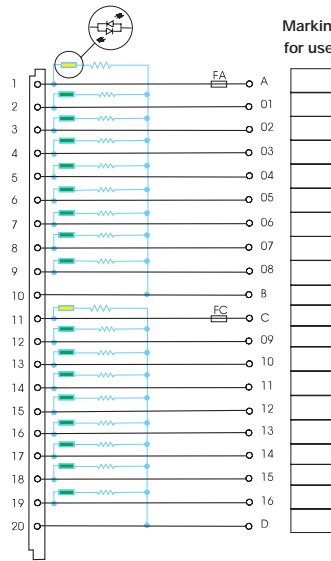 Markin
for use
FA
1 A
2 01
3 02
4 03
5 04
6 05
7 06
8 07
9 08
10 B
FC
11 C
12 09
13 10
14 11
15 12
16 13
17 14
18 15
19 16
20 D